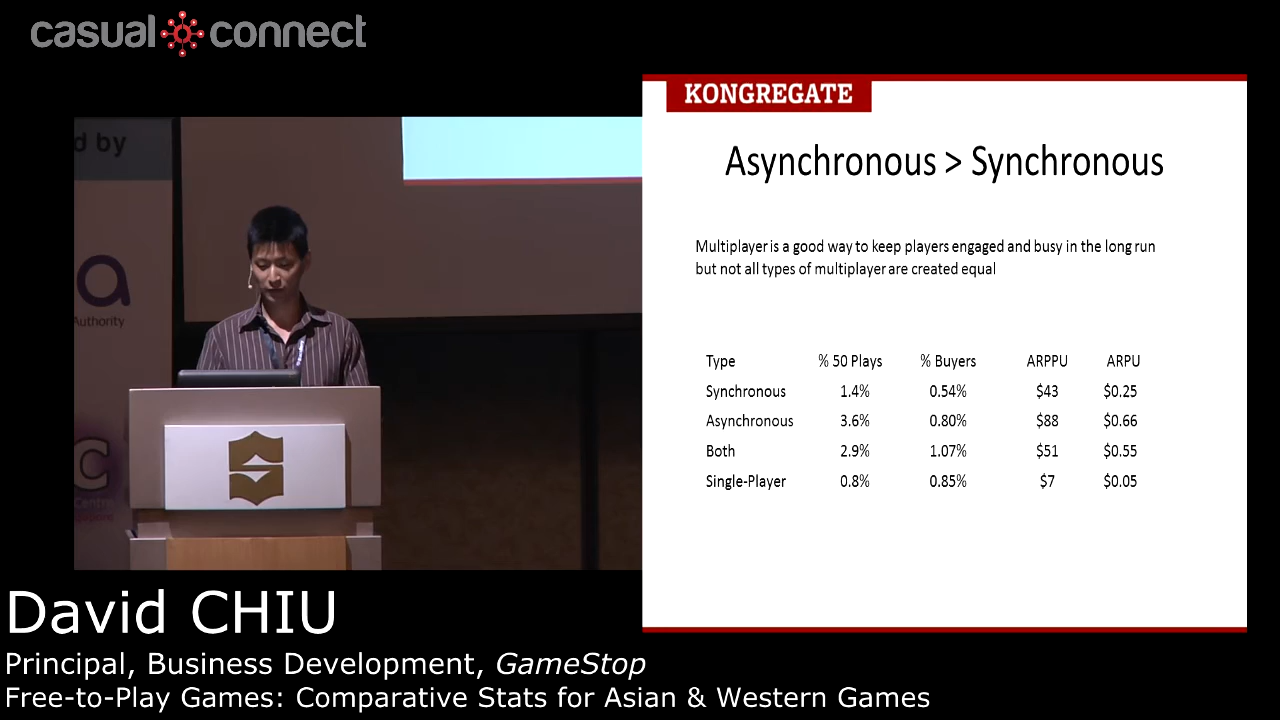 casual connect
KONGREGATE
Asynchronous > Synchronous
Multiplayer is a good way to keep players engaged and busy in the long run
but not all types of multiplayer are created equal
Type % 50 Plays % Buyers ARPPU ARPU
Synchronous 1.4% 0.54% $43 $0.25
Asynchronous 3.6% 0.80% $88 $0.66
Both 2.9% 1.07% $51 $0.55
Single-Player 0.8% 0.85% $7 $0.05
d by
a
Authority
C
Centre
David CHIU
Principal, Business Development, GameStop
Free-to-Play Games: Comparative Stats for Asian & Western Games